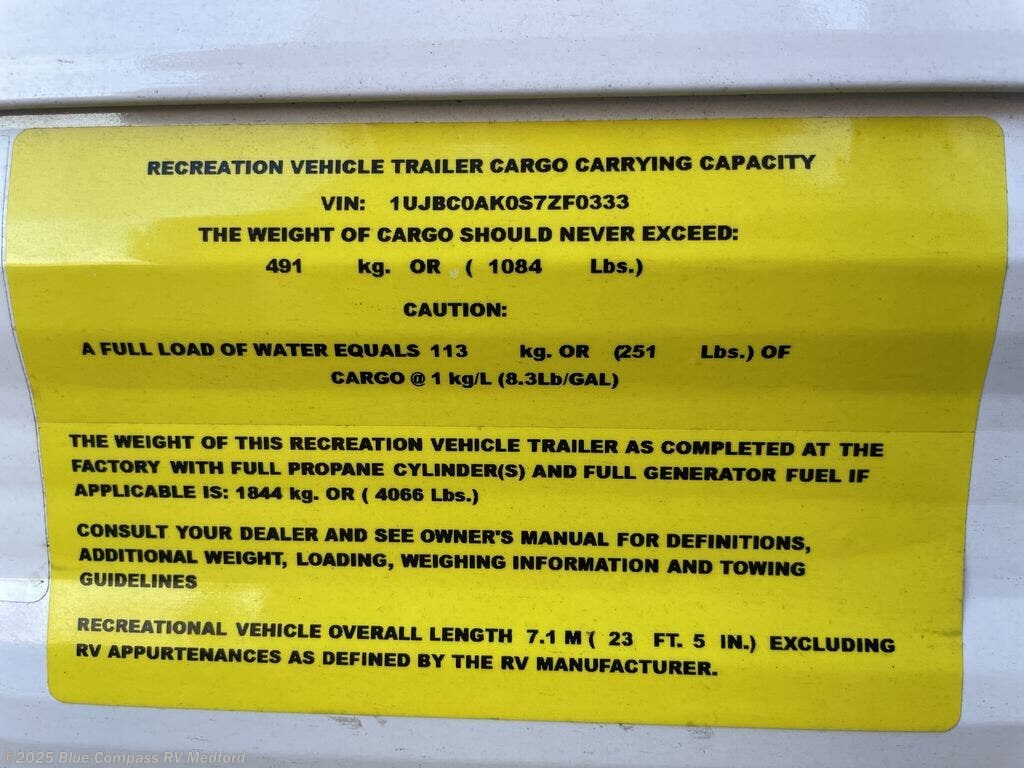 RECREATION VEHICLE TRAILER CARGO CARRYING CAPACITY
VIN: 1UJBC0AK0S7ZF0333
THE WEIGHT OF CARGO SHOULD NEVER EXCEED:
491 kg. OR ( 1084 Lbs.)
CAUTION:
A FULL LOAD OF WATER EQUALS 113 kg. OR (251 Lbs.) OF
CARGO @ 1 kg/L (8.3Lb/GAL)
THE WEIGHT OF THIS RECREATION VEHICLE TRAILER AS COMPLETED AT THE
FACTORY WITH FULL PROPANE CYLINDER(S) AND FULL GENERATOR FUEL IF
APPLICABLE IS: 1844 kg. OR ( 4066 Lbs.)
CONSULT YOUR DEALER AND SEE OWNER'S MANUAL FOR DEFINITIONS,
ADDITIONAL WEIGHT, LOADING, WEIGHING INFORMATION AND TOWING
GUIDELINES
RECREATIONAL VEHICLE OVERALL LENGTH 7.1 M ( 23 FT. 5 IN.) EXCLUDING
RV APPURTENANCES AS DEFINED BY THE RV MANUFACTURER.
©2025 Blue Compass RV Medford